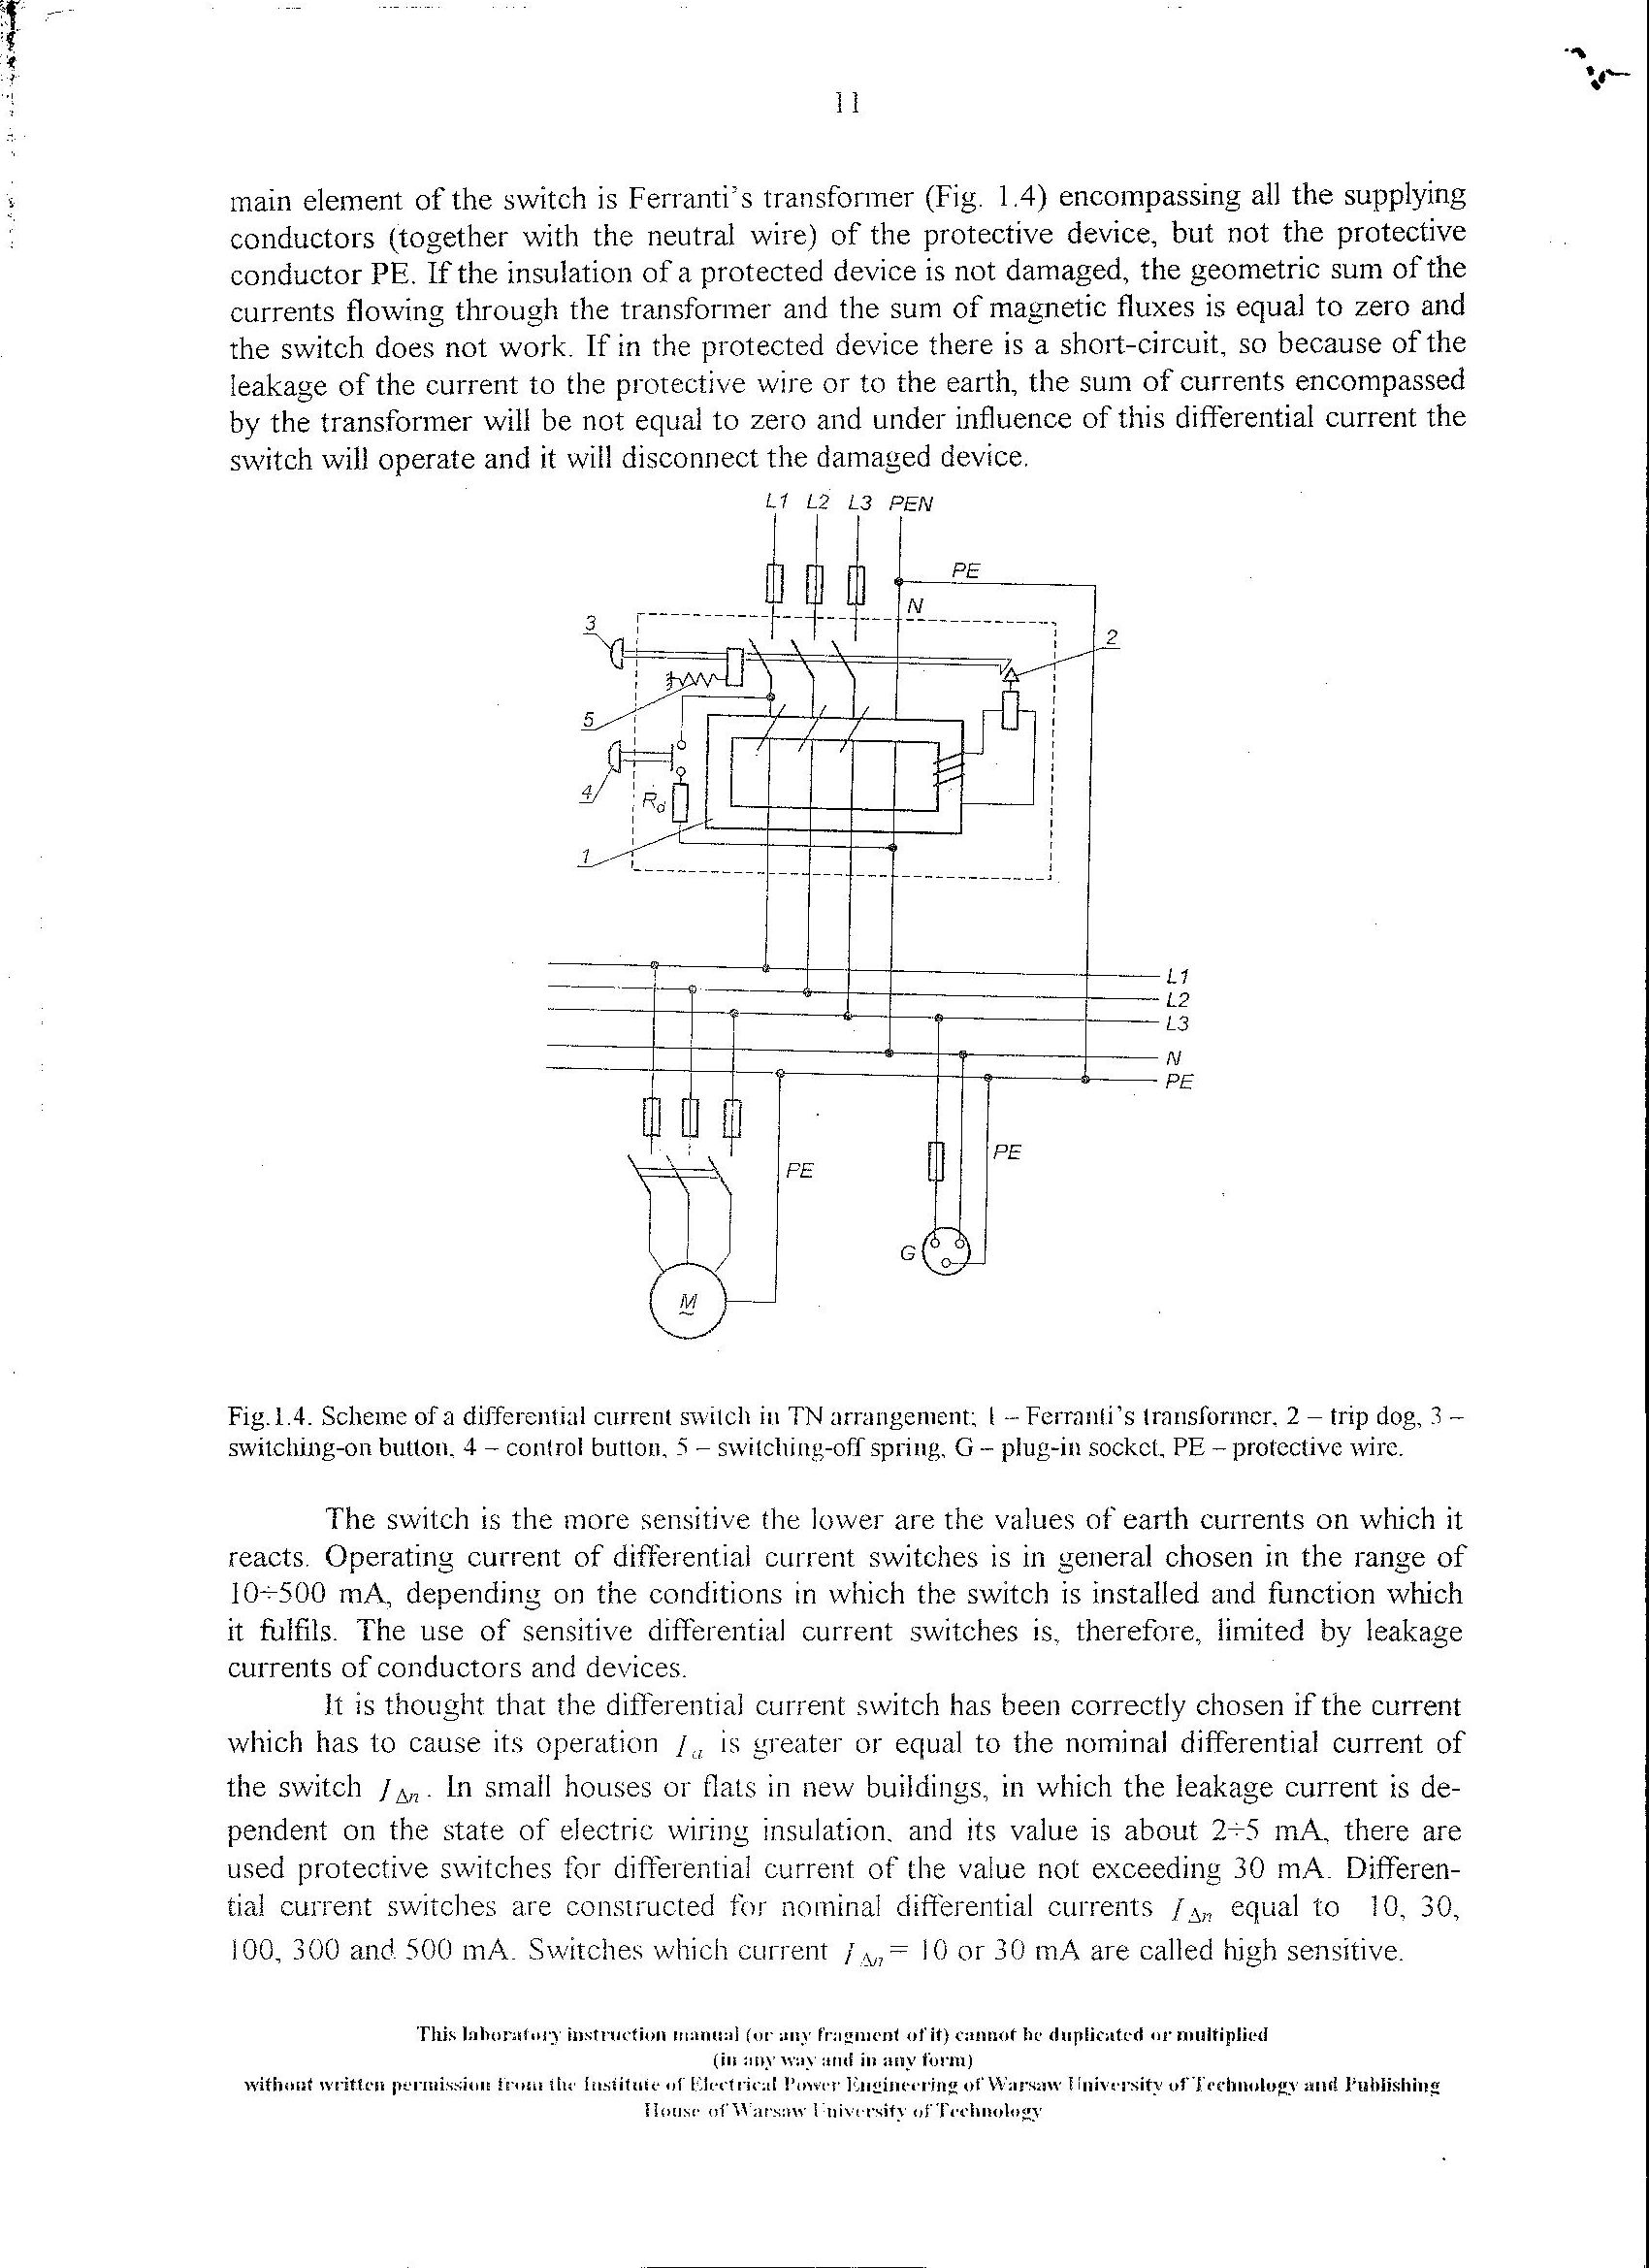 11
main element of the switch is Ferranti's transformer (Fig. 1.4) encompassing all the supplying
conductors (together with the neutral wire) of the protective device, but not the protective
conductor PE. If the insulation of a protected device is not damaged, the geometric sum of the
currents flowing through the transformer and the sum of magnetic fluxes is equal to zero and
the switch does not work. If in the protected device there is a short-circuit, so because of the
leakage of the current to the protective wire or to the earth, the sum of currents encompassed
by the transformer will be not equal to zero and under influence of this differential current the
switch will operate and it will disconnect the damaged device.
L1 L2 L3 PEN
PE
N
3
2
5
4
Rd
1
L1
L2
L3
N
PE
PE
PE
G
M
Fig.1.4. Scheme of a differential current switch in TN arrangement; 1 – Ferranti's transformer, 2 – trip dog, 3 –
switching-on button, 4 – control button, 5 – switching-off spring, G – plug-in socket, PE – protective wire.
The switch is the more sensitive the lower are the values of earth currents on which it
reacts. Operating current of differential current switches is in general chosen in the range of
10÷500 mA, depending on the conditions in which the switch is installed and function which
it fulfils. The use of sensitive differential current switches is, therefore, limited by leakage
currents of conductors and devices.
It is thought that the differential current switch has been correctly chosen if the current
which has to cause its operation Ia is greater or equal to the nominal differential current of
the switch IΔn. In small houses or flats in new buildings, in which the leakage current is de-
pendent on the state of electric wiring insulation, and its value is about 2÷5 mA, there are
used protective switches for differential current of the value not exceeding 30 mA. Differen-
tial current switches are constructed for nominal differential currents IΔn equal to 10, 30,
100, 300 and 500 mA. Switches which current IΔn = 10 or 30 mA are called high sensitive.
This laboratory instruction manual (or any fragment of it) cannot be duplicated or multiplied
(in any way and in any form)
without written permission from the Institute of Electrical Power Engineering of Warsaw University of Technology and Publishing
House of Warsaw University of Technology